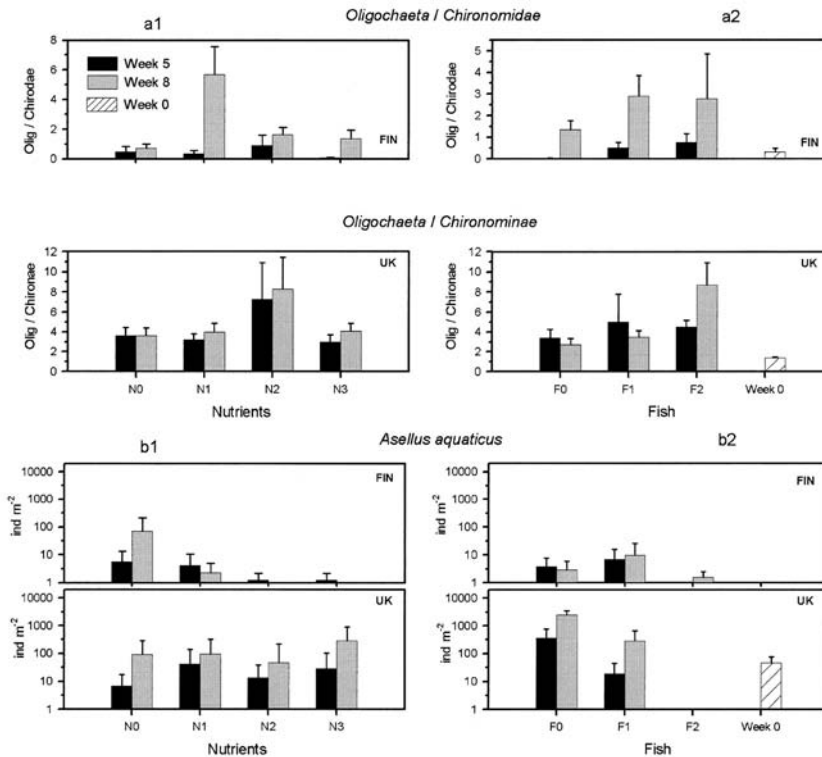 a1 Oligochaeta / Chironomidae a2
8 6 4 2 0
Olig / Chirodae
Week 5
Week 8
Week 0
FIN
5 4 3 2 1 0
Olig / Chirodae
FIN
Oligochaeta / Chironominae
12 10 8 6 4 2 0
Olig / Chironae
UK
N0 N1 N2 N3
Nutrients
12 10 8 6 4 2 0
Olig / Chironae
UK
F0 F1 F2 Week 0
Fish
b1 Asellus aquaticus b2
10000 1000 100 10 1
ind m-2
FIN
10000 1000 100 10 1
ind m-2
FIN
10000 1000 100 10 1
ind m-2
UK
N0 N1 N2 N3
Nutrients
10000 1000 100 10 1
ind m-2
UK
F0 F1 F2 Week 0
Fish